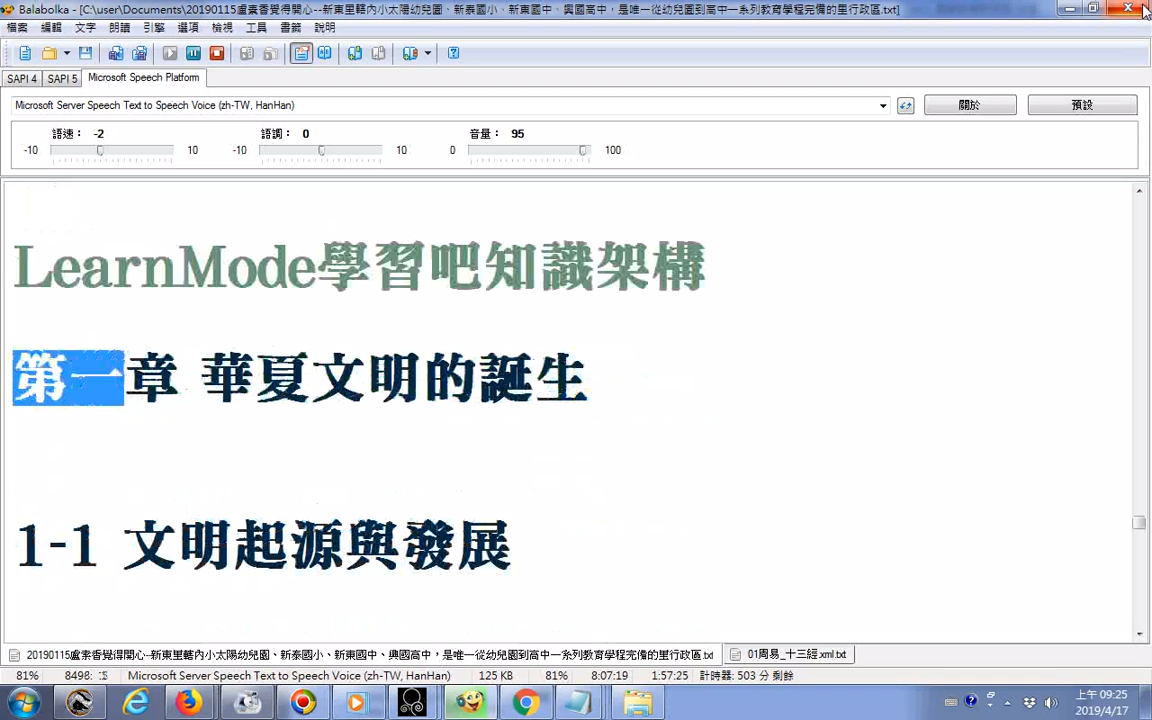 Balabolka - [C:\user\Documents\20190115盧素香覺得開心--新東里轄內小太陽幼兒園、新泰國小、新東國中、興國高中，是唯一從幼兒園到高中一系列教育學程完備的里行政區.txt]
檔案 編輯 文字 朗讀 引擎 選項 檢視 工具 書籤 說明
SAPI 4 SAPI 5 Microsoft Speech Platform
Microsoft Server Speech Text to Speech Voice (zh-TW, HanHan) 關於 預設
語速： -2 語調： 0 音量： 95
-10 10 -10 10 0 100
LearnMode學習吧知識架構
第一章 華夏文明的誕生
1-1 文明起源與發展
20190115盧素香覺得開心--新東里轄內小太陽幼兒園、新泰國小、新東國中、興國高中，是唯一從幼兒園到高中一系列教育學程完備的里行政區.txt 01周易_十三經.xml.txt
81% 8498: Microsoft Server Speech Text to Speech Voice (zh-TW, HanHan) 125 KB 81% 8:07:19 1:57:25 計時器: 503 分 剩餘
上午 09:25
2019/4/17